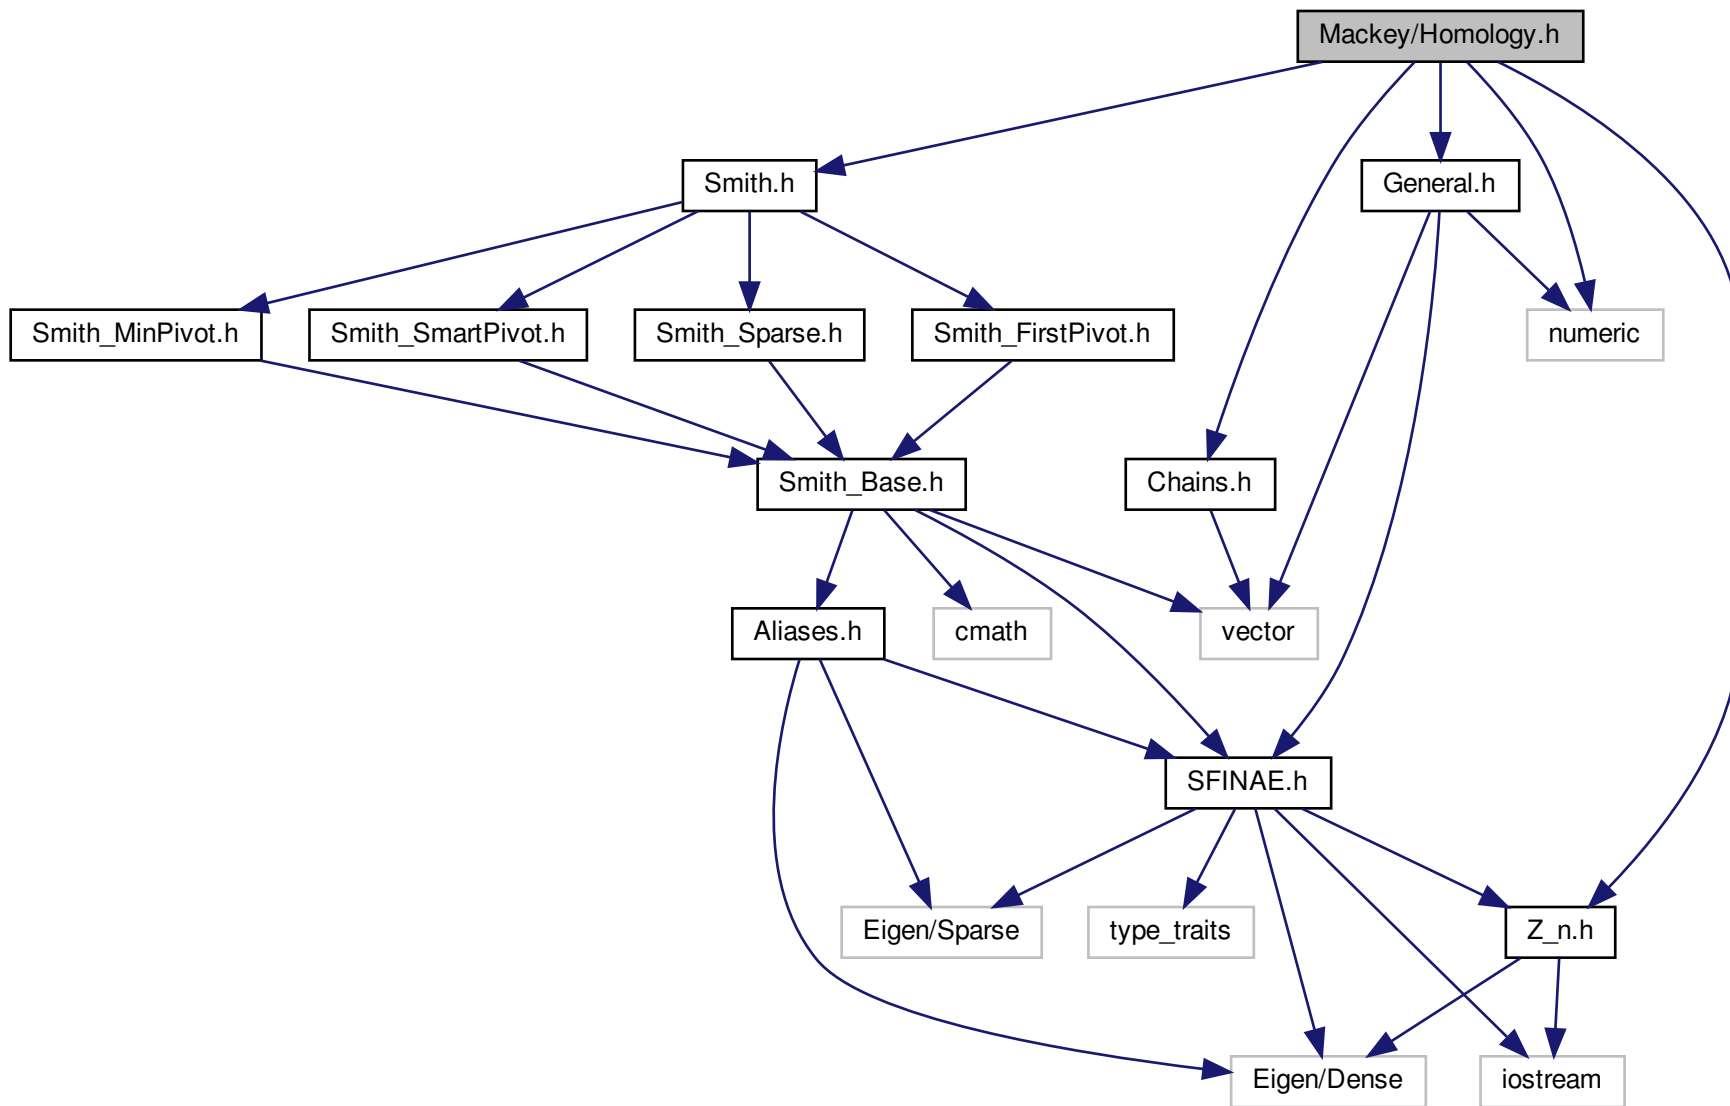 Mackey/Homology.h
Smith.h
General.h
Smith_MinPivot.h
Smith_SmartPivot.h
Smith_Sparse.h
Smith_FirstPivot.h
numeric
Smith_Base.h
Chains.h
Aliases.h
cmath
vector
SFINAE.h
Eigen/Sparse
type_traits
Z_n.h
Eigen/Dense
iostream